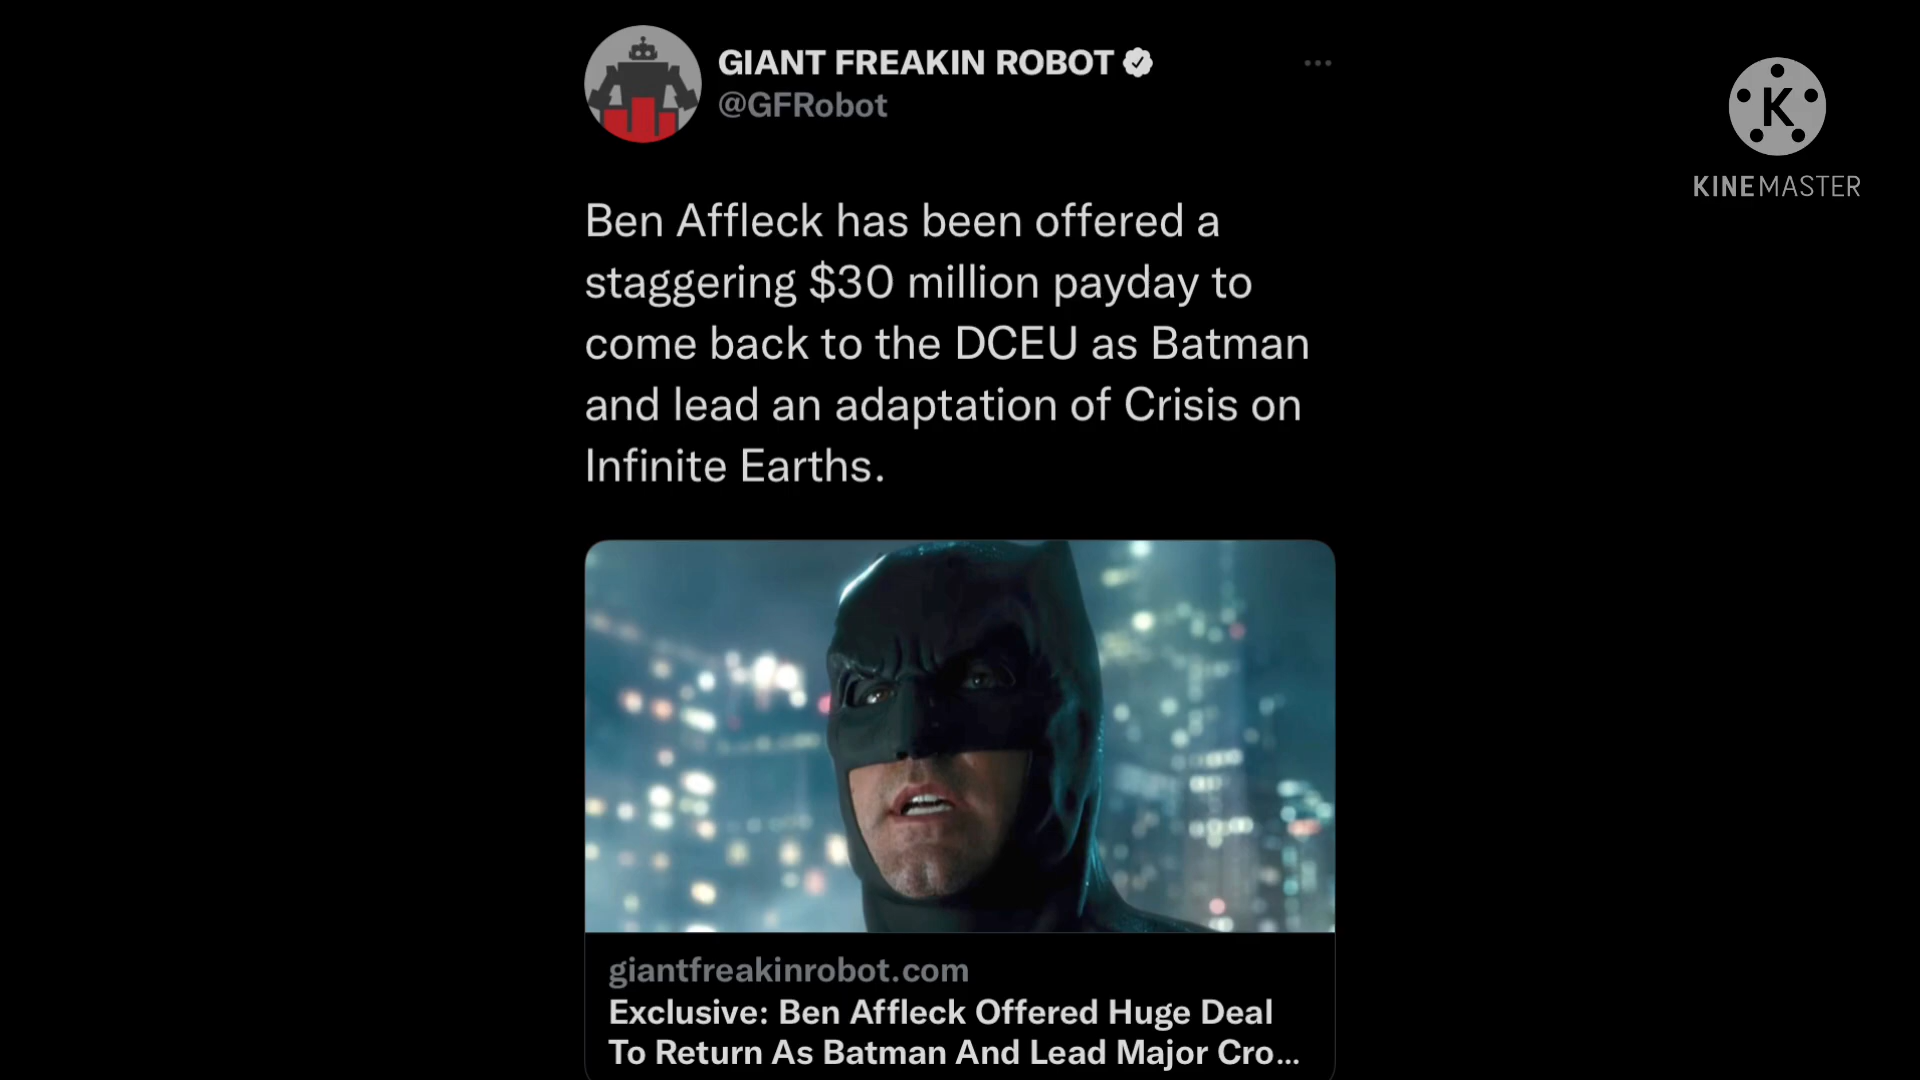 GIANT FREAKIN ROBOT
@GFRobot
K
KINEMASTER
Ben Affleck has been offered a
staggering $30 million payday to
come back to the DCEU as Batman
and lead an adaptation of Crisis on
Infinite Earths.
giantfreakinrobot.com
Exclusive: Ben Affleck Offered Huge Deal
To Return As Batman And Lead Major Cro...